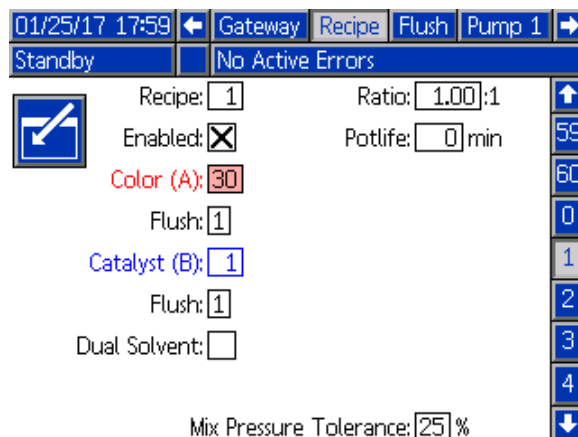 01/25/17 17:59 Gateway Recipe Flush Pump 1
Standby No Active Errors
Recipe: 1 Ratio: 1.00:1
Enabled: Potlife: 0 min
Color (A): 30
Flush: 1
Catalyst (B): 1
Flush: 1
Dual Solvent:
Mix Pressure Tolerance: 25 %
59
60
0
1
2
3
4